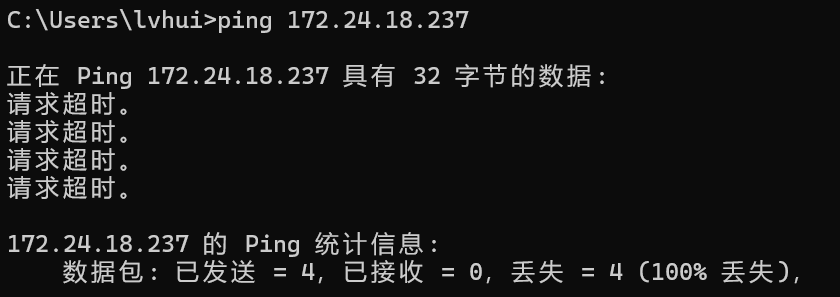 C:\Users\lvhui>ping 172.24.18.237
正在 Ping 172.24.18.237 具有 32 字节的数据:
请求超时。
请求超时。
请求超时。
请求超时。
172.24.18.237 的 Ping 统计信息:
数据包: 已发送 = 4, 已接收 = 0, 丢失 = 4 (100% 丢失),